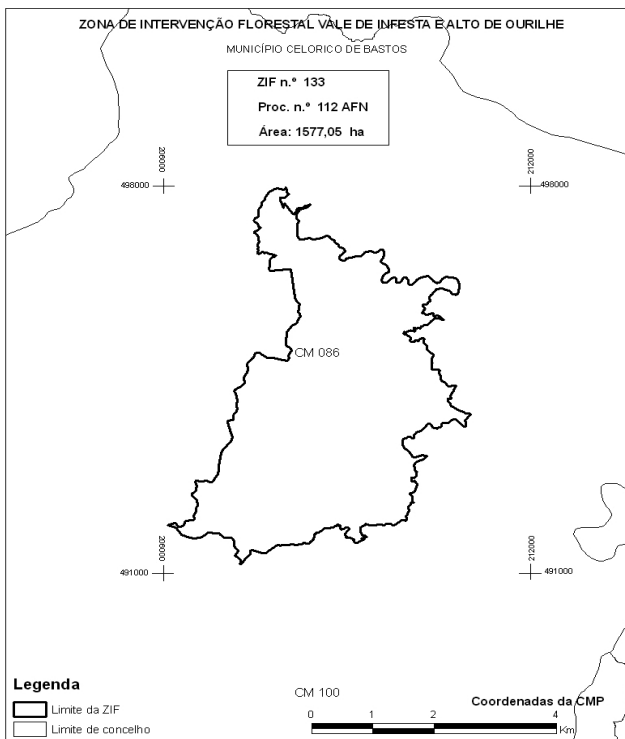 ZONA DE INTERVENÇÃO FLORESTAL VALE DE INFESTA E ALTO DE OURILHE
MUNICÍPIO CELORICO DE BASTOS
ZIF n.º 133
Proc. n.º 112 AFN
Área: 1577,05 ha
206000
212000
498000
498000
CM 086
206000
212000
491000
491000
CM 100
Legenda
Limite da ZIF
Limite de concelho
Coordenadas da CMP
0 1 2 4
Km